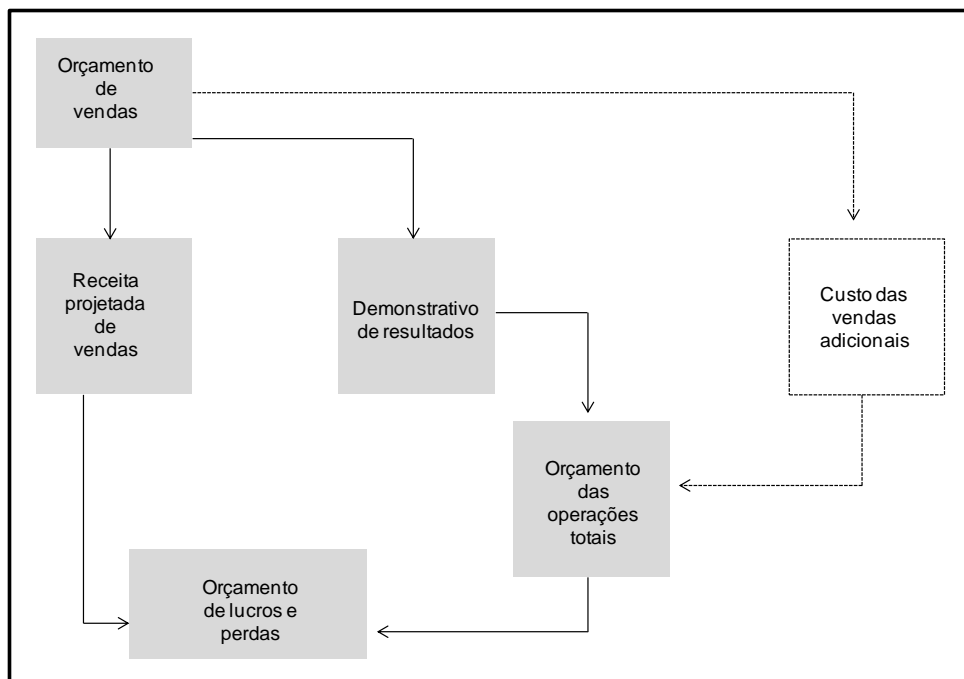 Orçamento
de
vendas
Receita
projetada
de
vendas
Demonstrativo
de resultados
Custo das
vendas
adicionais
Orçamento
das
operações
totais
Orçamento
de lucros e
perdas